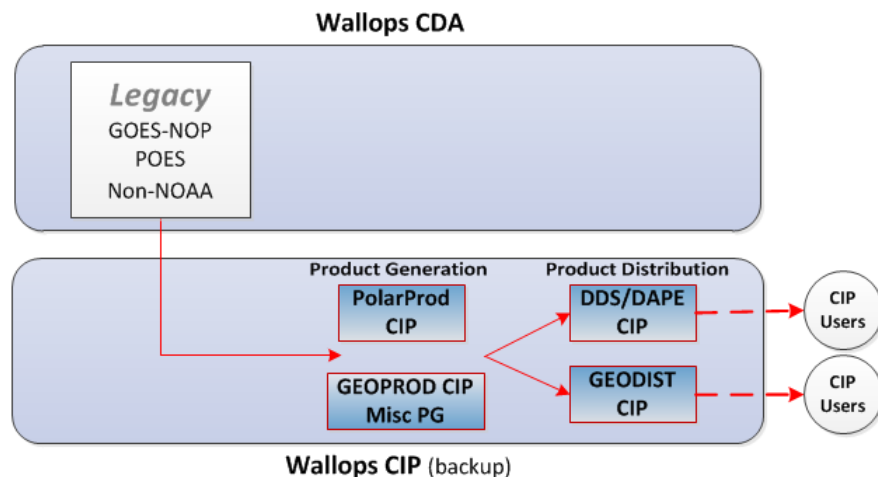 Wallops CDA
Legacy
GOES-NOP
POES
Non-NOAA
Product Generation
Product Distribution
PolarProd
CIP
DDS/DAPE
CIP
CIP
Users
GEOPROD CIP
Misc PG
GEODIST
CIP
CIP
Users
Wallops CIP (backup)